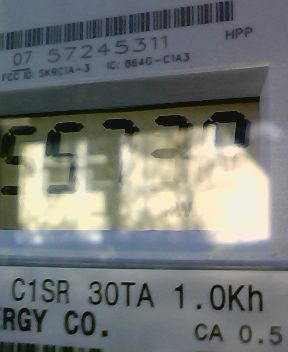 HPP
07 57245311
FCC ID: SK9C1A-3 IC: 864G-C1A3
C1SR 30TA 1.0Kh
RGY CO.
CA 0.5